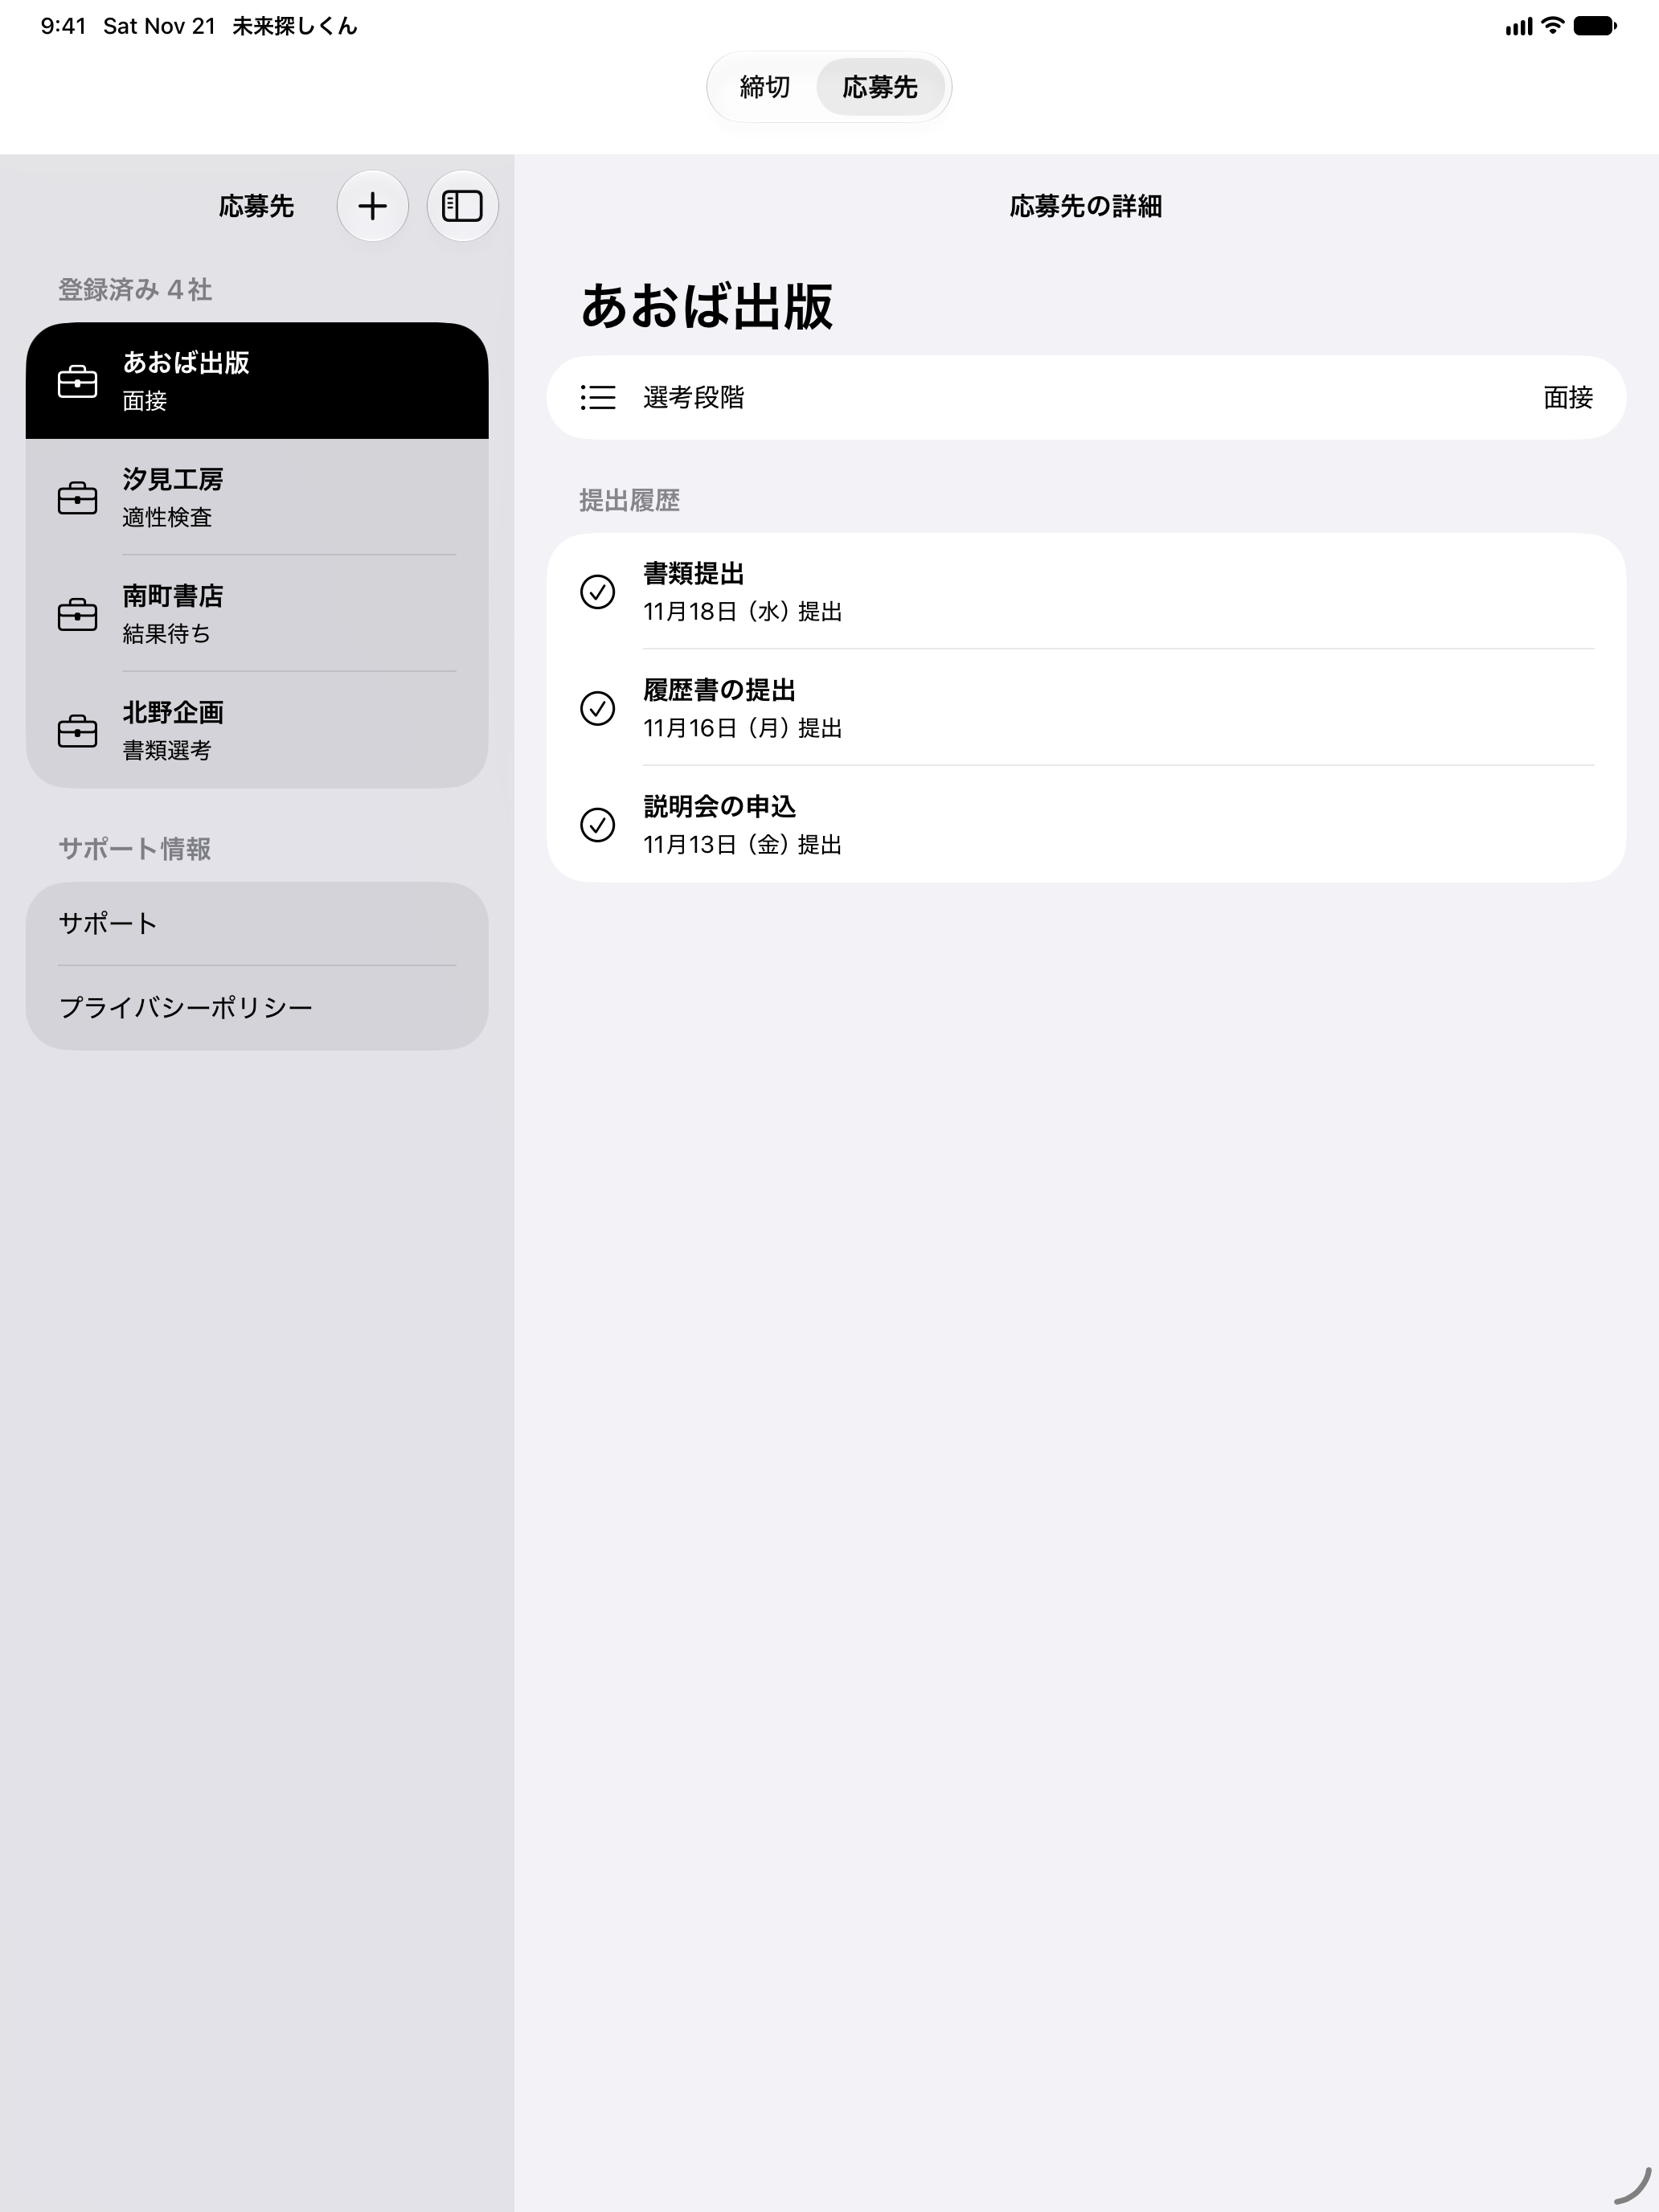 9:41 Sat Nov 21 未来探しくん
締切 応募先
応募先
登録済み 4社
あおば出版
面接
汐見工房
適性検査
南町書店
結果待ち
北野企画
書類選考
サポート情報
サポート
プライバシーポリシー
応募先の詳細
あおば出版
選考段階 面接
提出履歴
書類提出
11月18日（水）提出
履歴書の提出
11月16日（月）提出
説明会の申込
11月13日（金）提出